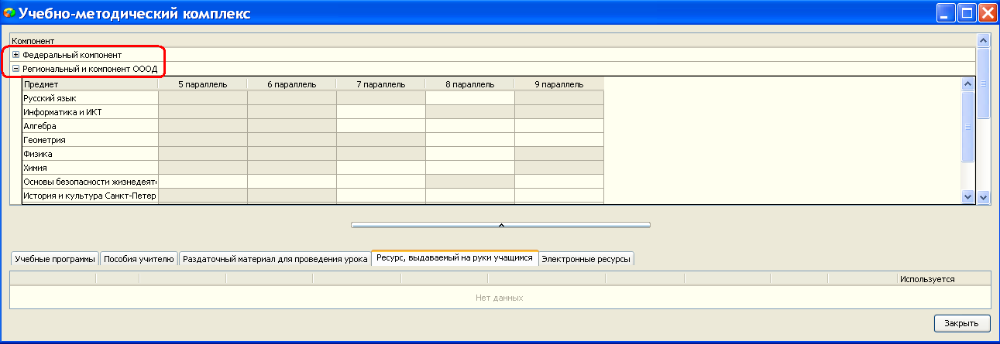 Учебно-методический комплекс
Компонент
Федеральный компонент
Региональный и компонент ОООД
Предмет 5 параллель 6 параллель 7 параллель 8 параллель 9 параллель
Русский язык
Информатика и ИКТ
Алгебра
Геометрия
Физика
Химия
Основы безопасности жизнедеят
История и культура Санкт-Петер
Учебные программы Пособия учителю Раздаточный материал для проведения урока Ресурс, выдаваемый на руки учащимся Электронные ресурсы
Используется
Нет данных
Закрыть